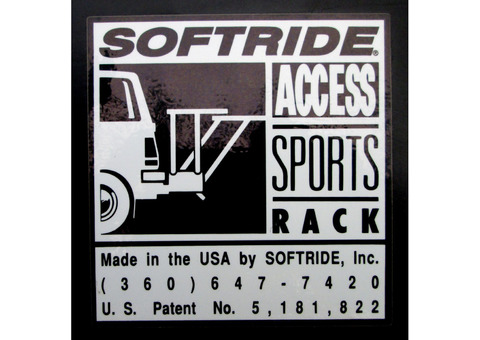 SOFTRIDE®
ACCESS
SPORTS
RACK
Made in the USA by SOFTRIDE, Inc.
(360)647-7420
U.S. Patent No. 5,181,822